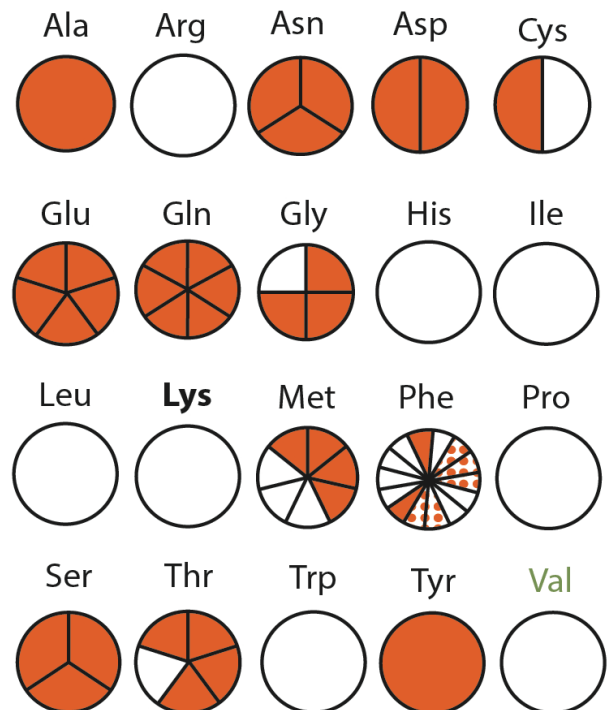 Ala Arg Asn Asp Cys
Glu Gln Gly His Ile
Leu Lys Met Phe Pro
Ser Thr Trp Tyr Val